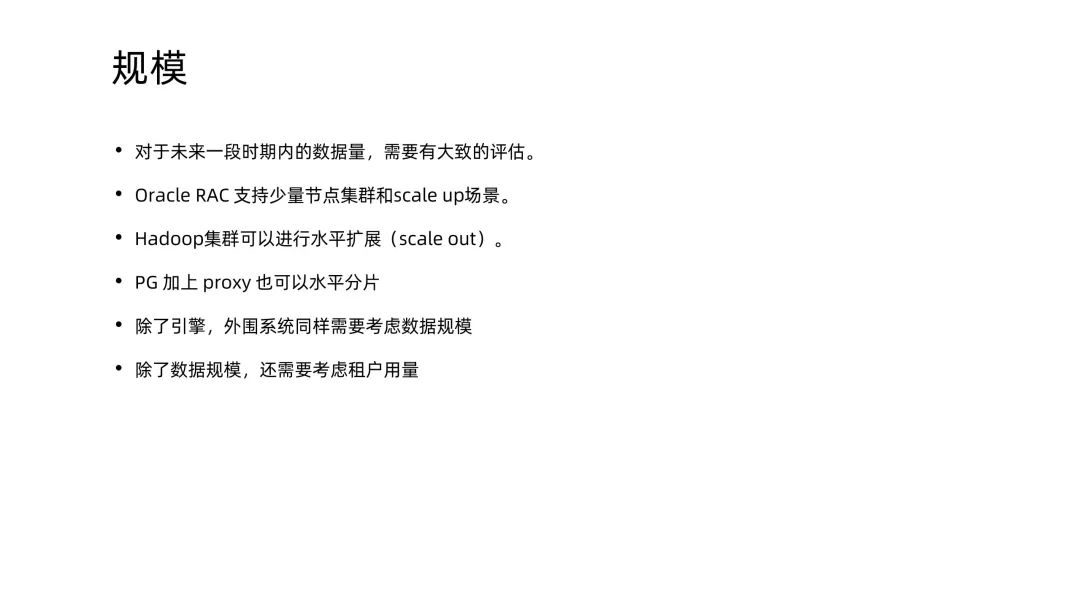 规模
• 对于未来一段时期内的数据量，需要有大致的评估。
• Oracle RAC 支持少量节点集群和scale up场景。
• Hadoop集群可以进行水平扩展（scale out）。
• PG 加上 proxy 也可以水平分片
• 除了引擎，外围系统同样需要考虑数据规模
• 除了数据规模，还需要考虑租户用量